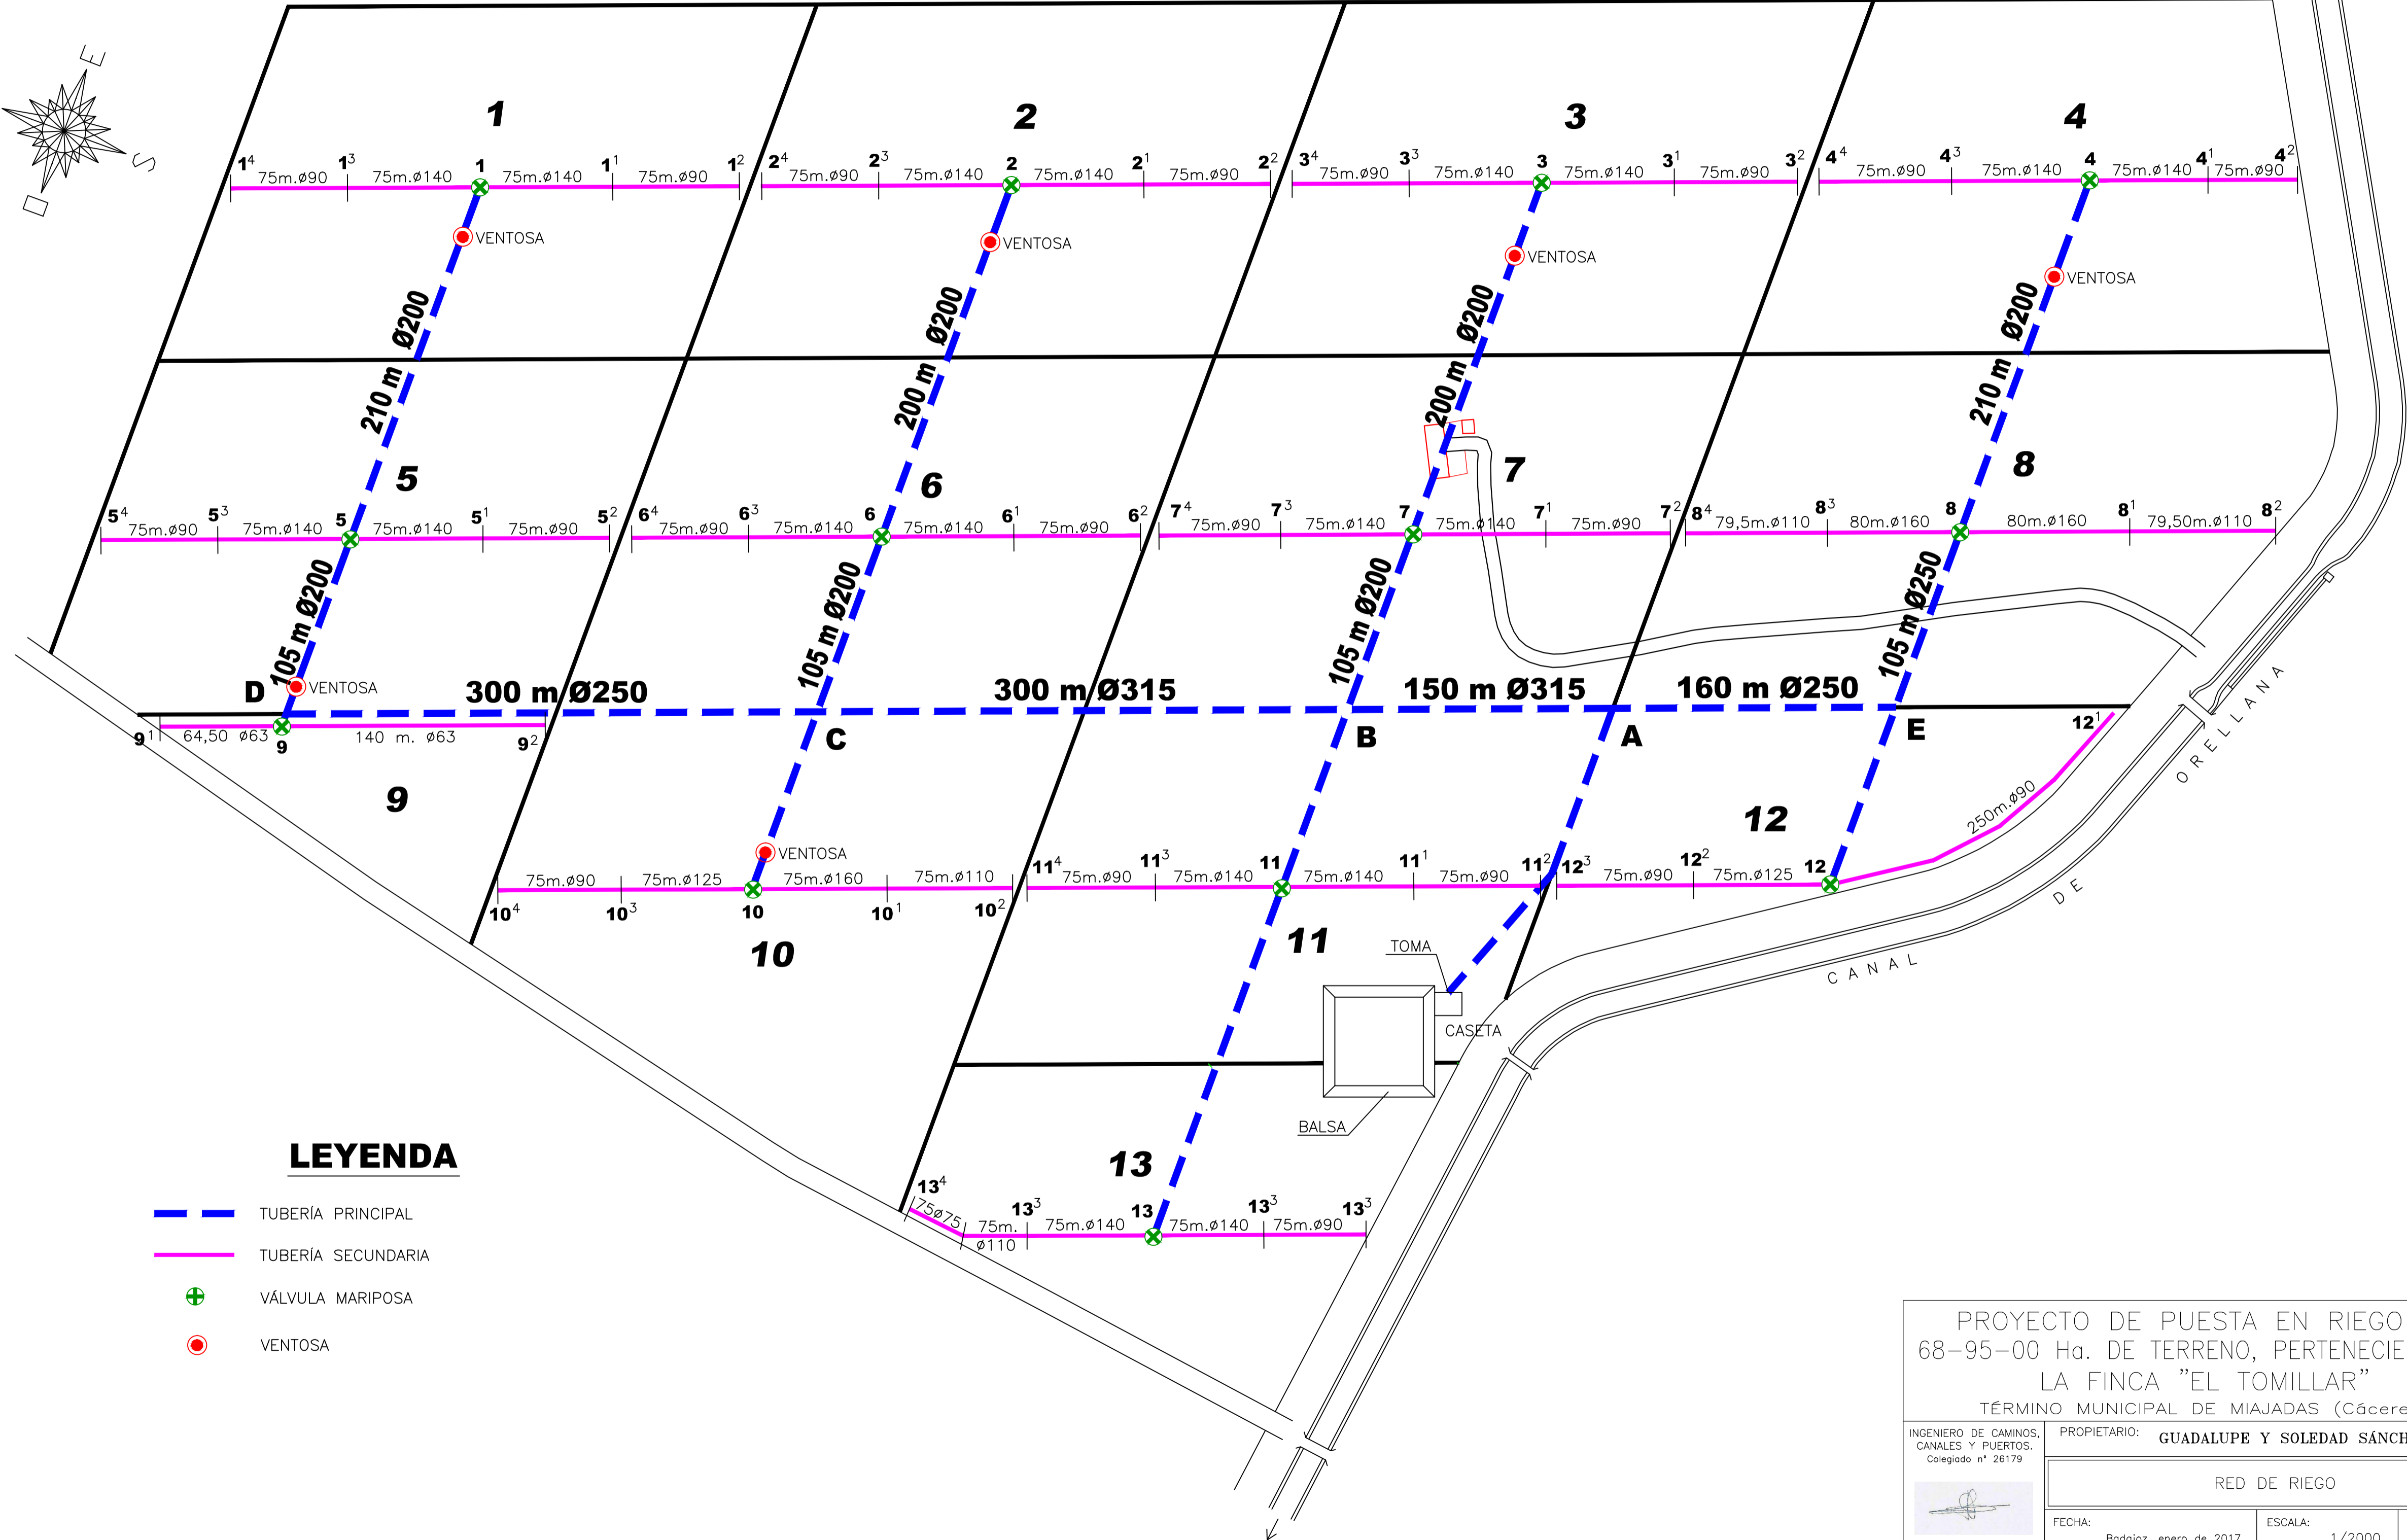 E
S
O
1
2
3
4
1⁴ 1³ 1 1¹ 1² 2⁴ 2³ 2 2¹ 2² 3⁴ 3³ 3 3¹ 3² 4⁴ 4³ 4 4¹ 4²
75m.ø90 75m.ø140 75m.ø140 75m.ø90 75m.ø90 75m.ø140 75m.ø140 75m.ø90 75m.ø90 75m.ø140 75m.ø140 75m.ø90 75m.ø90 75m.ø140 75m.ø140 75m.ø90
VENTOSA
VENTOSA
VENTOSA
VENTOSA
210 m Ø200
200 m Ø200
200 m Ø200
210 m Ø200
5
6
7
8
5⁴ 5³ 5 5¹ 5² 6⁴ 6³ 6 6¹ 6² 7⁴ 7³ 7 7¹ 7² 8⁴ 8³ 8 8¹ 8²
75m.ø90 75m.ø140 75m.ø140 75m.ø90 75m.ø90 75m.ø140 75m.ø140 75m.ø90 75m.ø90 75m.ø140 75m.ø140 75m.ø90 79,5m.ø110 80m.ø160 80m.ø160 79,50m.ø110
105 m Ø200
105 m Ø200
105 m Ø200
105 m Ø250
D
VENTOSA
300 m Ø250
300 m Ø315
150 m Ø315
160 m Ø250
C
B
A
E
9¹ 64,50 ø63 9 140 m. ø63 9²
9
12
12¹
250m.ø90
VENTOSA
75m.ø90 75m.ø125 75m.ø160 75m.ø110
10⁴ 10³ 10 10¹ 10²
10
11⁴ 11³ 11 11¹ 11² 12³ 12² 12
75m.ø90 75m.ø140 75m.ø140 75m.ø90 75m.ø90 75m.ø125
11
TOMA
CASETA
BALSA
CANAL DE ORELLANA
13
13⁴ 13³ 13 13³ 13³
75ø75 75m. 75m.ø140 75m.ø140 75m.ø90
ø110
LEYENDA
TUBERÍA PRINCIPAL
TUBERÍA SECUNDARIA
VÁLVULA MARIPOSA
VENTOSA
PROYECTO DE PUESTA EN RIEGO
68-95-00 Ha. DE TERRENO, PERTENECIE
LA FINCA "EL TOMILLAR"
TÉRMINO MUNICIPAL DE MIAJADAS (Cácere
INGENIERO DE CAMINOS,
CANALES Y PUERTOS.
Colegiado nº 26179
PROPIETARIO: GUADALUPE Y SOLEDAD SÁNCH
RED DE RIEGO
FECHA:
Badajoz, enero de 2017
ESCALA:
1/2000